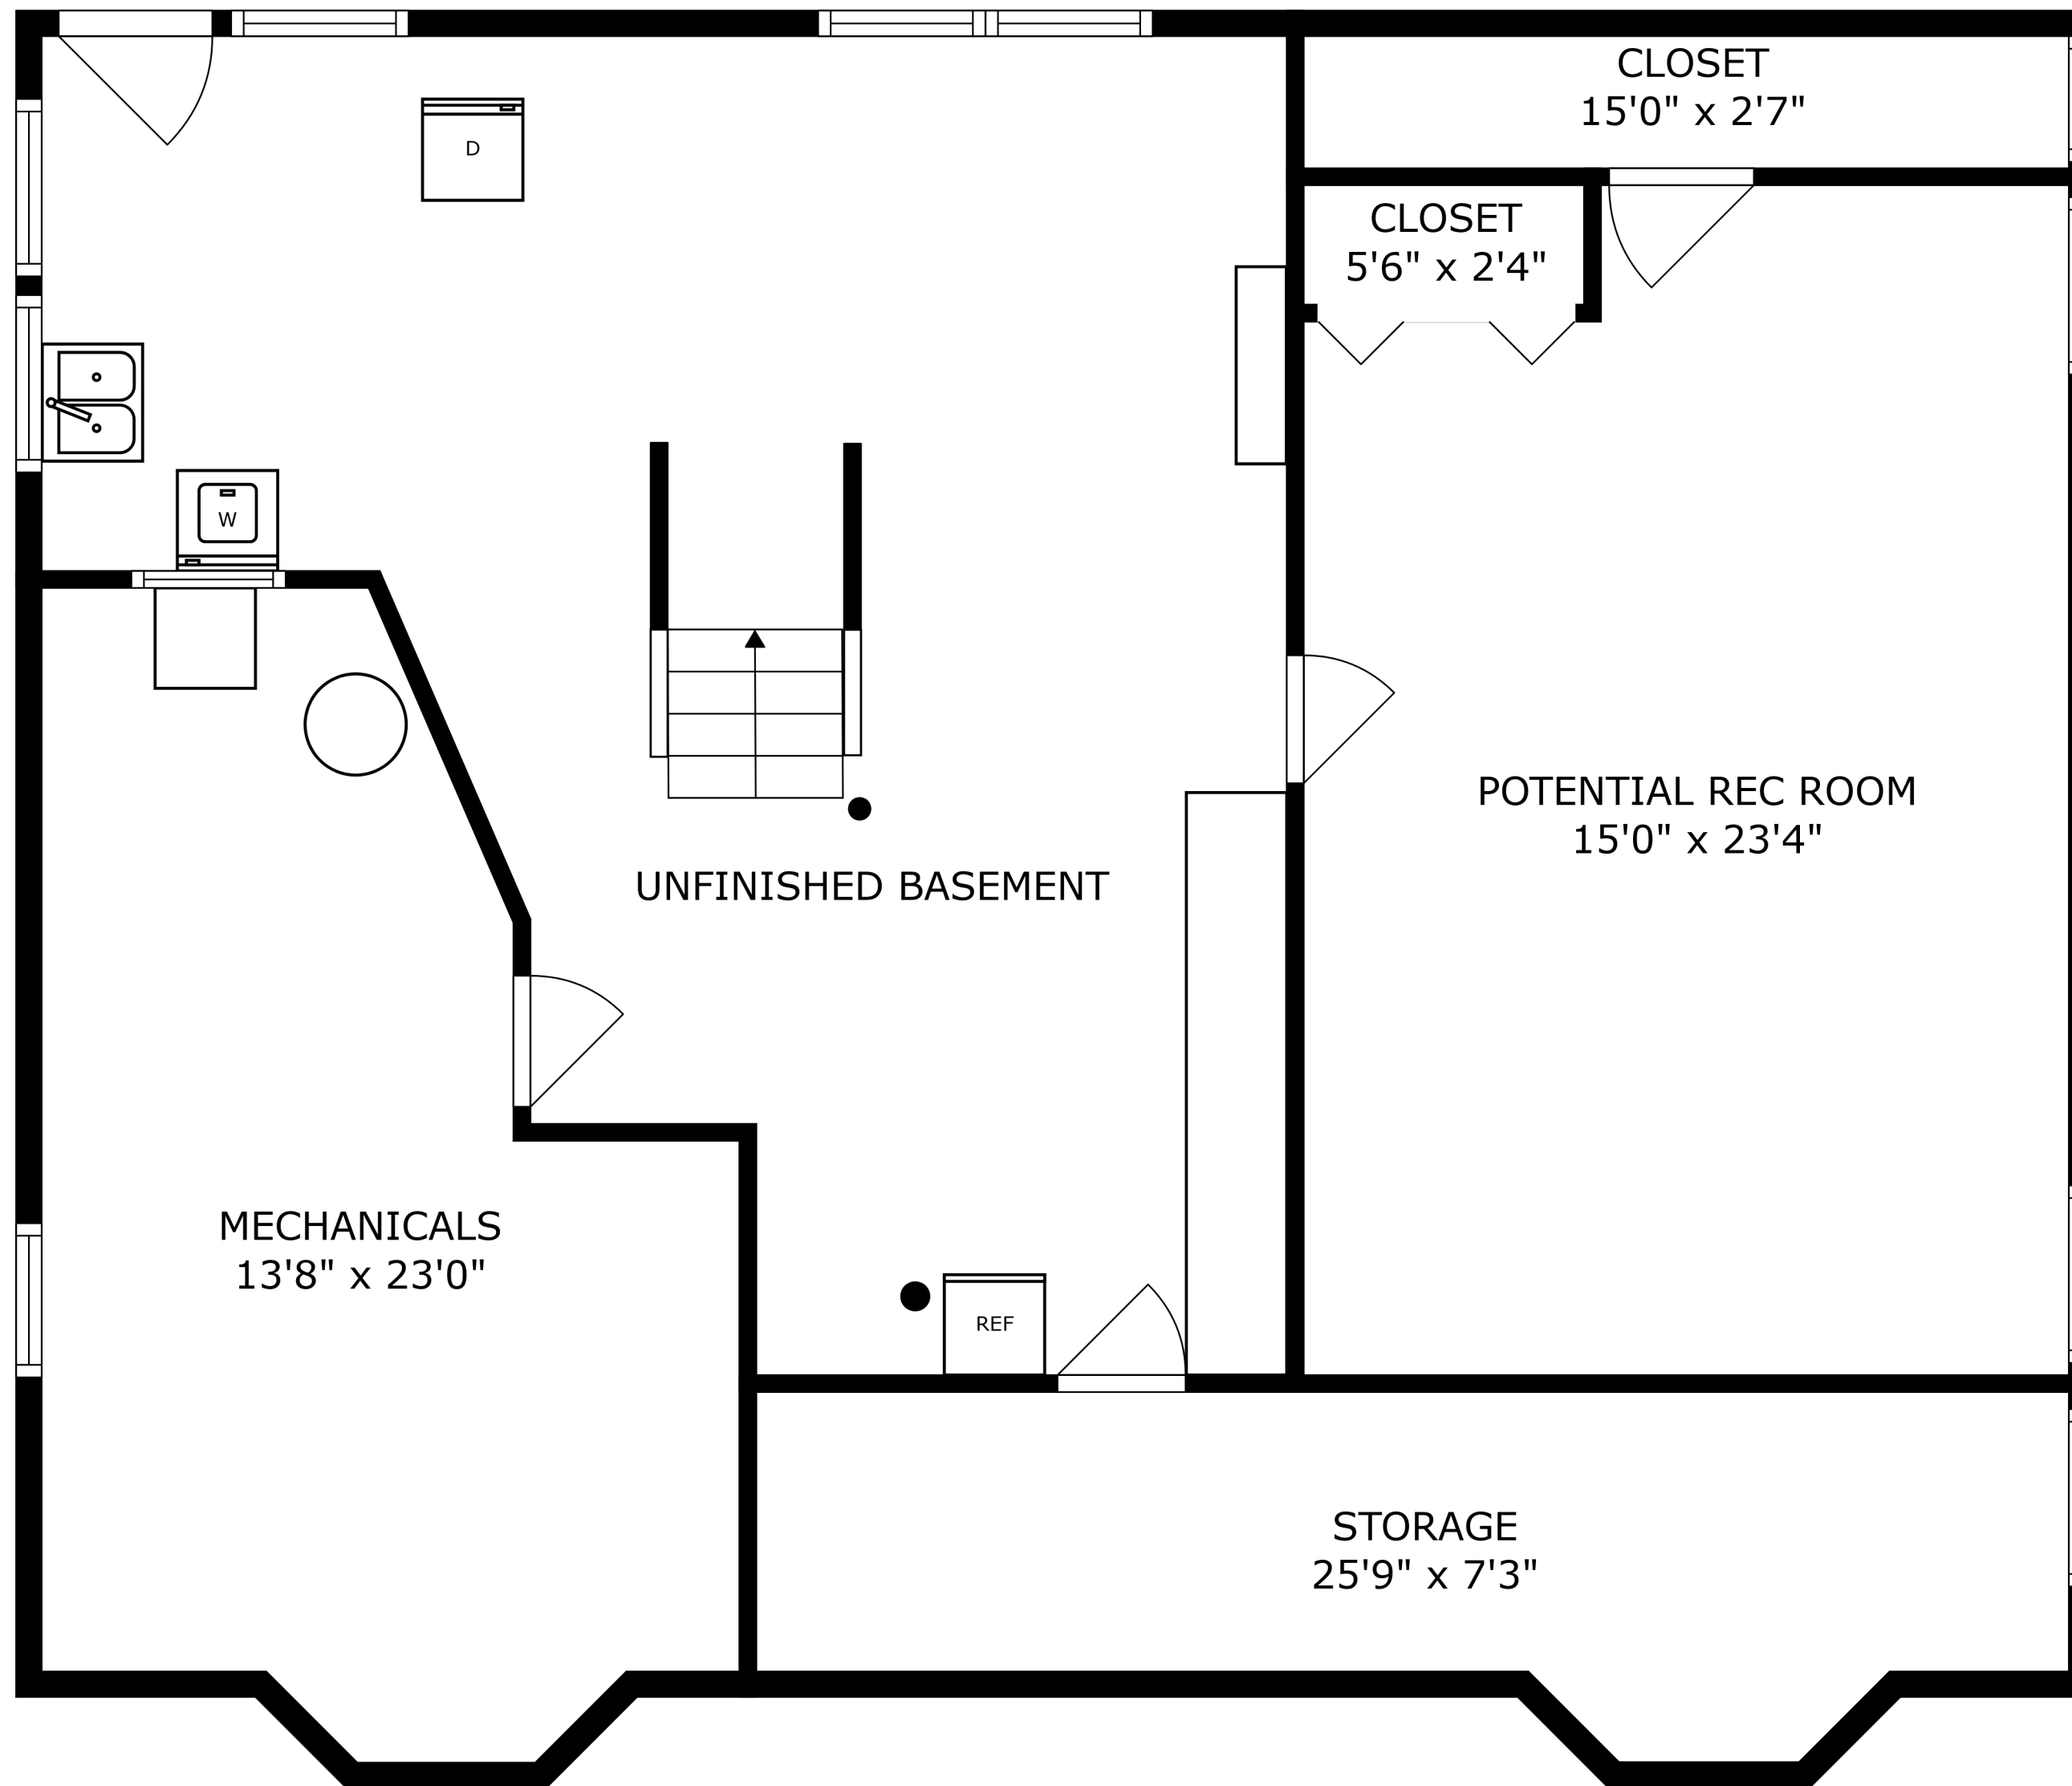 CLOSET
15'0" x 2'7"
D
CLOSET
5'6" x 2'4"
W
POTENTIAL REC ROOM
15'0" x 23'4"
UNFINISHED BASEMENT
MECHANICALS
13'8" x 23'0"
REF
STORAGE
25'9" x 7'3"